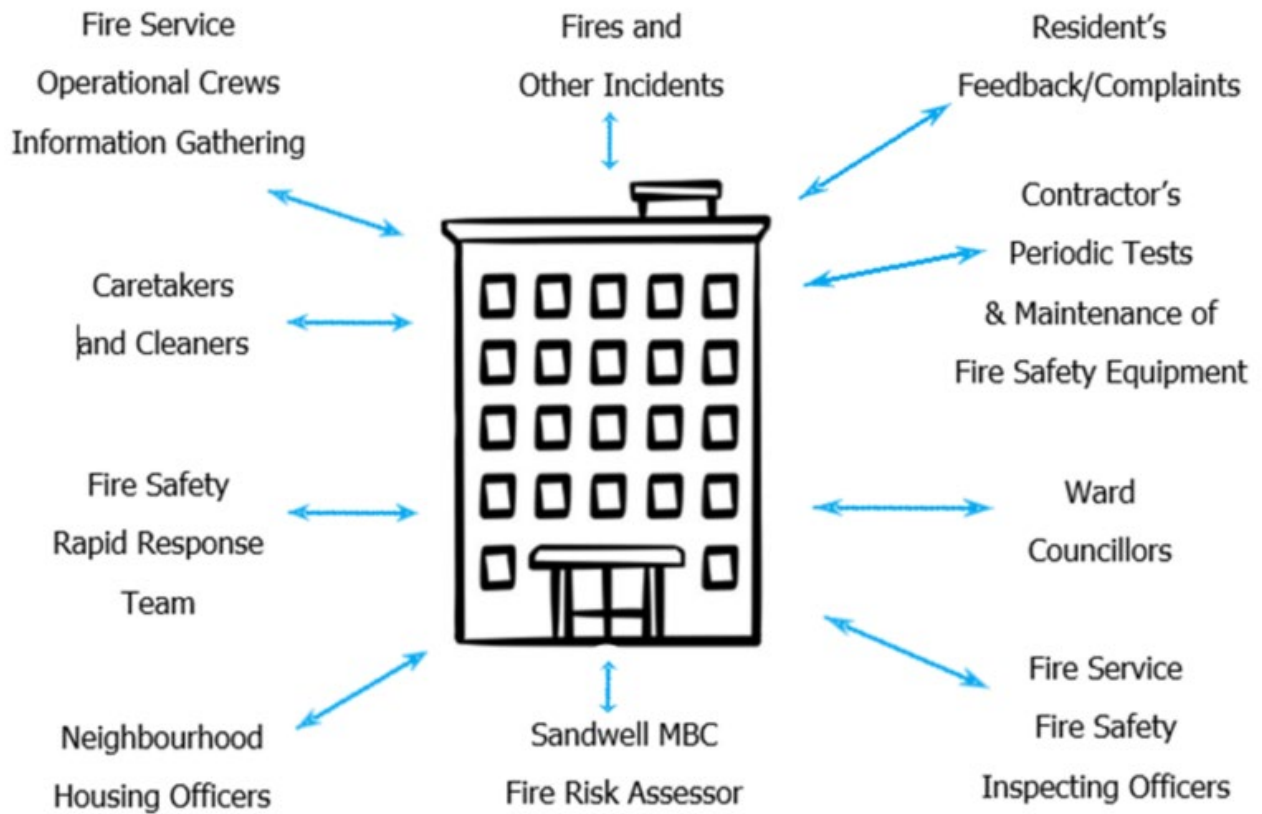 Fire Service
Operational Crews
Information Gathering
Fires and
Other Incidents
Resident’s
Feedback/Complaints
Contractor’s
Periodic Tests
& Maintenance of
Fire Safety Equipment
Caretakers
and Cleaners
Fire Safety
Rapid Response
Team
Ward
Councillors
Neighbourhood
Housing Officers
Sandwell MBC
Fire Risk Assessor
Fire Service
Fire Safety
Inspecting Officers